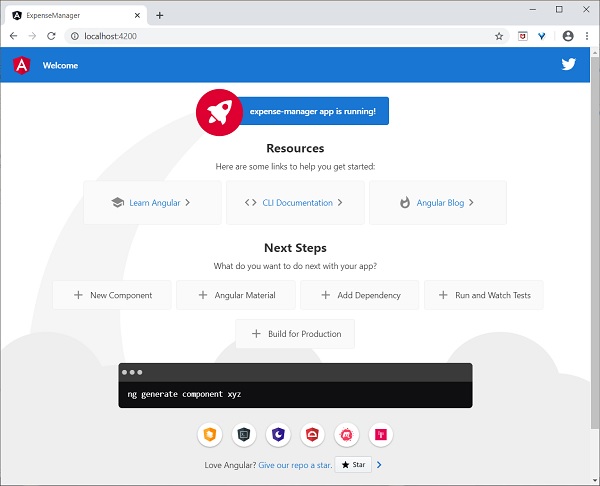 ExpenseManager
localhost:4200
Welcome
expense-manager app is running!
Resources
Here are some links to help you get started:
Learn Angular
CLI Documentation
Angular Blog
Next Steps
What do you want to do next with your app?
New Component
Angular Material
Add Dependency
Run and Watch Tests
Build for Production
ng generate component xyz
Love Angular? Give our repo a star. Star